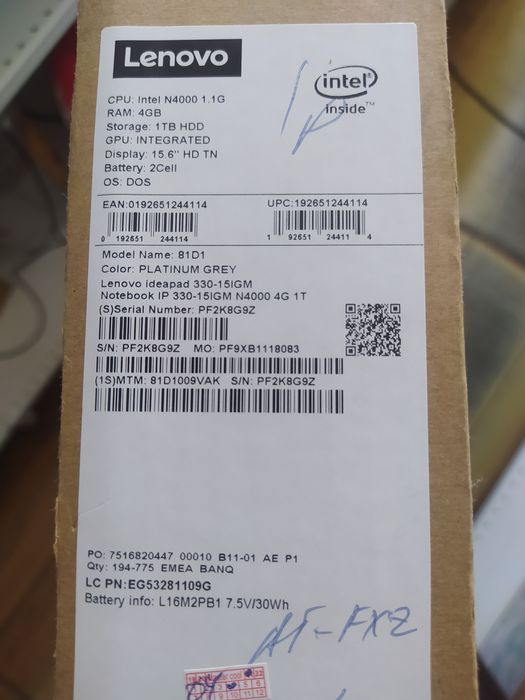 Lenovo
intel
inside™
CPU: Intel N4000 1.1G
RAM: 4GB
Storage: 1TB HDD
GPU: INTEGRATED
Display: 15.6" HD TN
Battery: 2Cell
OS: DOS
EAN:0192651244114
UPC:192651244114
0 192651 244114
1 92651 24411 4
Model Name: 81D1
Color: PLATINUM GREY
Lenovo ideapad 330-15IGM
Notebook IP 330-15IGM N4000 4G 1T
(S)Serial Number: PF2K8G9Z
S/N: PF2K8G9Z MO: PF9XB1118083
(1S)MTM: 81D1009VAK S/N: PF2K8G9Z
PO: 7516820447 00010 B11-01 AE P1
Qty: 194-775 EMEA BANQ
LC PN:EG53281109G
Battery info: L16M2PB1 7.5V/30Wh
AT-FXZ